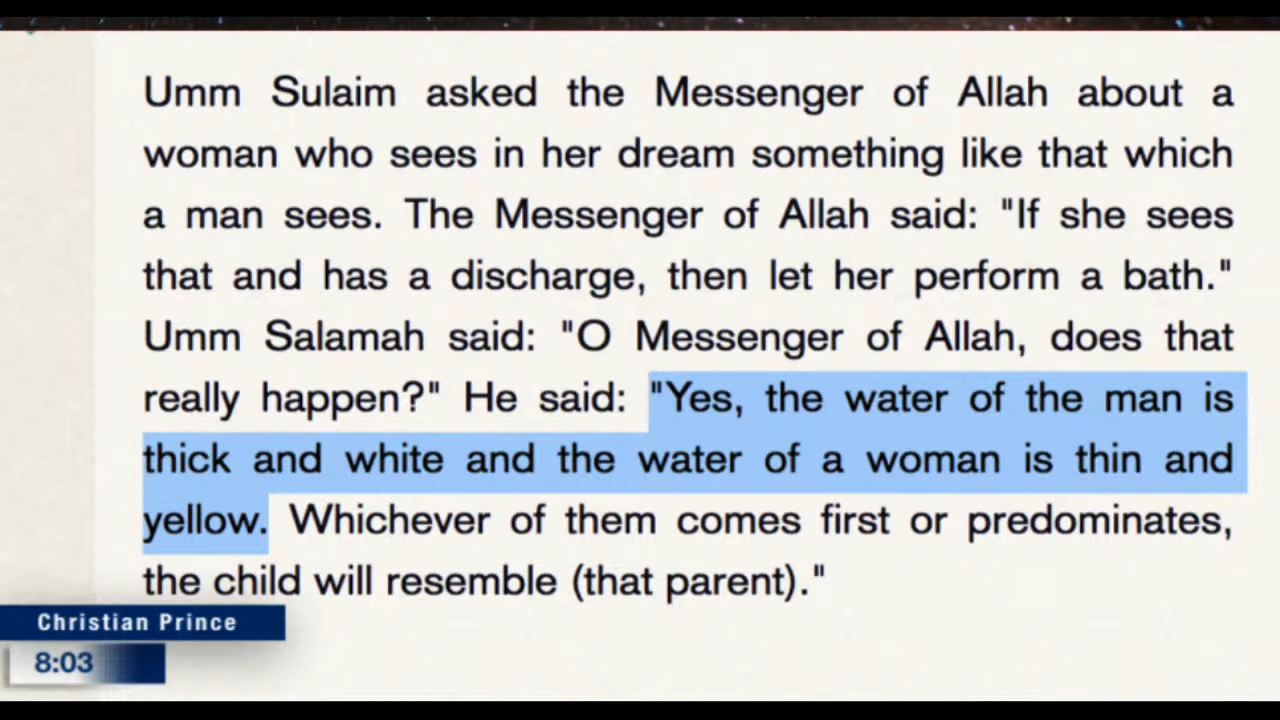 Umm Sulaim asked the Messenger of Allah about a
woman who sees in her dream something like that which
a man sees. The Messenger of Allah said: "If she sees
that and has a discharge, then let her perform a bath."
Umm Salamah said: "O Messenger of Allah, does that
really happen?" He said: "Yes, the water of the man is
thick and white and the water of a woman is thin and
yellow. Whichever of them comes first or predominates,
the child will resemble (that parent)."
Christian Prince
8:03